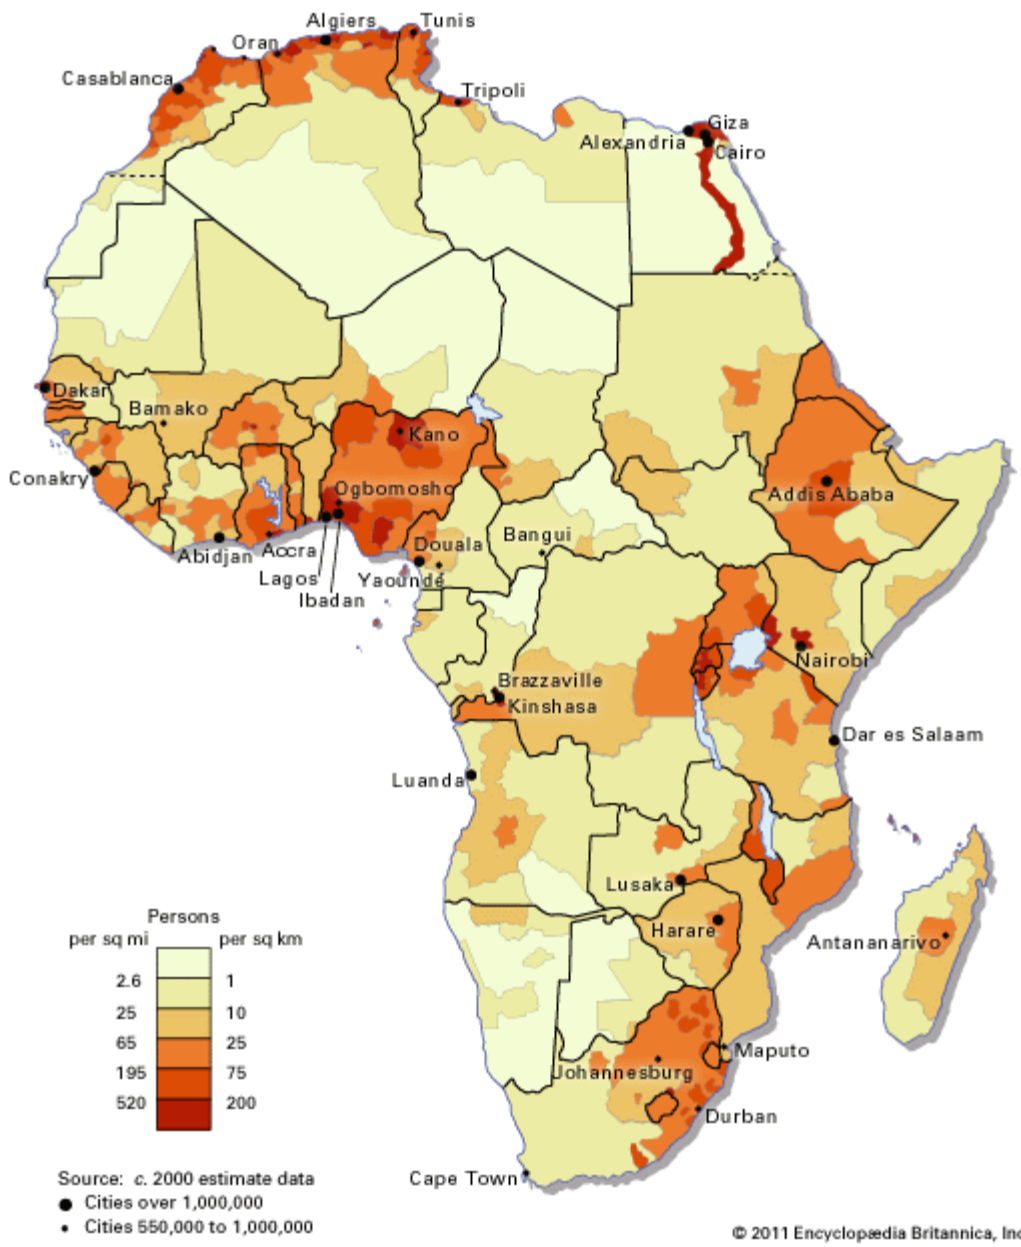 Algiers
Tunis
Oran
Casablanca
Tripoli
Giza
Alexandria
Cairo
Dakar
Bamako
Kano
Conakry
Ogbomosho
Addis Ababa
Abidjan
Accra
Douala
Bangui
Lagos
Yaoundé
Ibadan
Nairobi
Brazzaville
Kinshasa
Dar es Salaam
Luanda
Lusaka
Harare
Antananarivo
Maputo
Johannesburg
Durban
Cape Town
Persons
per sq mi per sq km
2.6 1
25 10
65 25
195 75
520 200
Source: c. 2000 estimate data
Cities over 1,000,000
Cities 550,000 to 1,000,000
© 2011 Encyclopædia Britannica, Inc